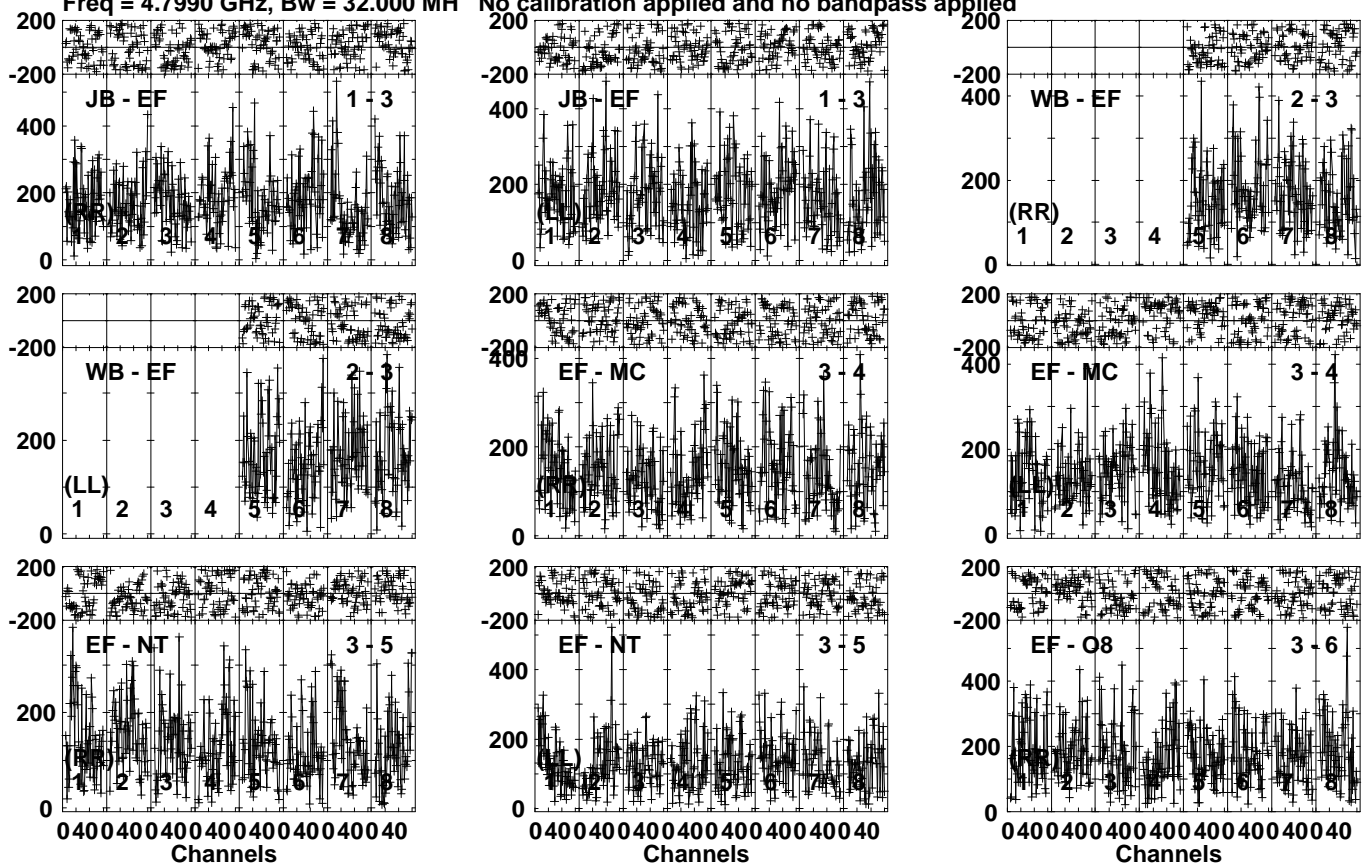 Freq = 4.7990 GHz, Bw = 32.000 MH No calibration applied and no bandpass applied
200 200 200
-200 -200 -200
JB - EF 1 - 3 JB - EF 1 - 3 WB - EF 2 - 3
400 400 400
200 200 200
(RR) (LL) (RR)
1 2 3 4 5 6 7 8 1 2 3 4 5 6 7 8 1 2 3 4 5 6 7 8
0 0 0
200 200 200
-200 -200 -200
400 400
WB - EF 2 - 3 EF - MC 3 - 4 EF - MC 3 - 4
200 200 200
(LL) (RR) (LL)
1 2 3 4 5 6 7 8 1 2 3 4 5 6 7 8 1 2 3 4 5 6 7 8
0 0 0
200 200 200
-200 -200 -200
EF - NT 3 - 5 EF - NT 3 - 5 EF - O8 3 - 6
400 400
200 200 200
(RR) (LL) (RR)
1 2 3 4 5 6 7 8 1 2 3 4 5 6 7 8 1 2 3 4 5 6 7 8
0 0 0
0 40 0 40 0 40 0 40 0 40 0 40 0 40 0 40 0 40 0 40 0 40 0 40 0 40 0 40 0 40 0 40 0 40 0 40 0 40 0 40 0 40 0 40 0 40 0 40
Channels Channels Channels